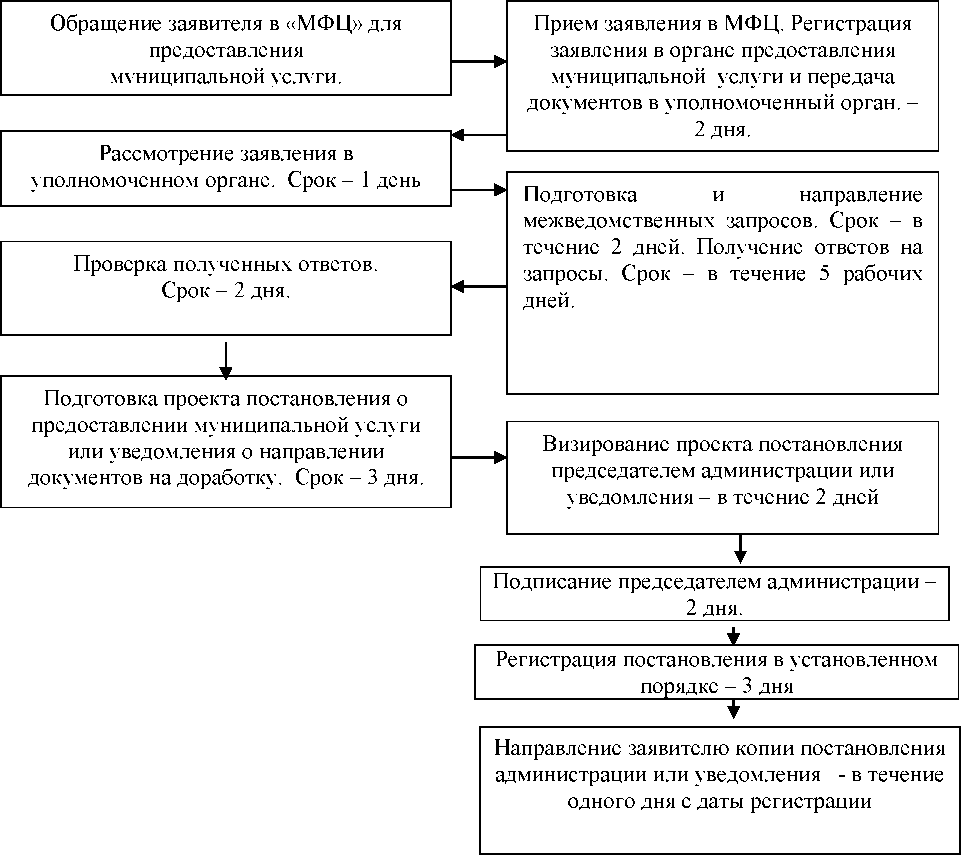 Обращение заявителя в «МФЦ» для
предоставления
муниципальной услуги.
Прием заявления в МФЦ. Регистрация
заявления в органе предоставления
муниципальной услуги и передача
документов в уполномоченный орган. –
2 дня.
Рассмотрение заявления в
уполномоченном органе. Срок – 1 день
Подготовка и направление
межведомственных запросов. Срок – в
течение 2 дней. Получение ответов на
запросы. Срок – в течение 5 рабочих
дней.
Проверка полученных ответов.
Срок – 2 дня.
Подготовка проекта постановления о
предоставлении муниципальной услуги
или уведомления о направлении
документов на доработку. Срок – 3 дня.
Визирование проекта постановления
председателем администрации или
уведомления – в течение 2 дней
Подписание председателем администрации –
2 дня.
Регистрация постановления в установленном
порядке – 3 дня
Направление заявителю копии постановления
администрации или уведомления - в течение
одного дня с даты регистрации